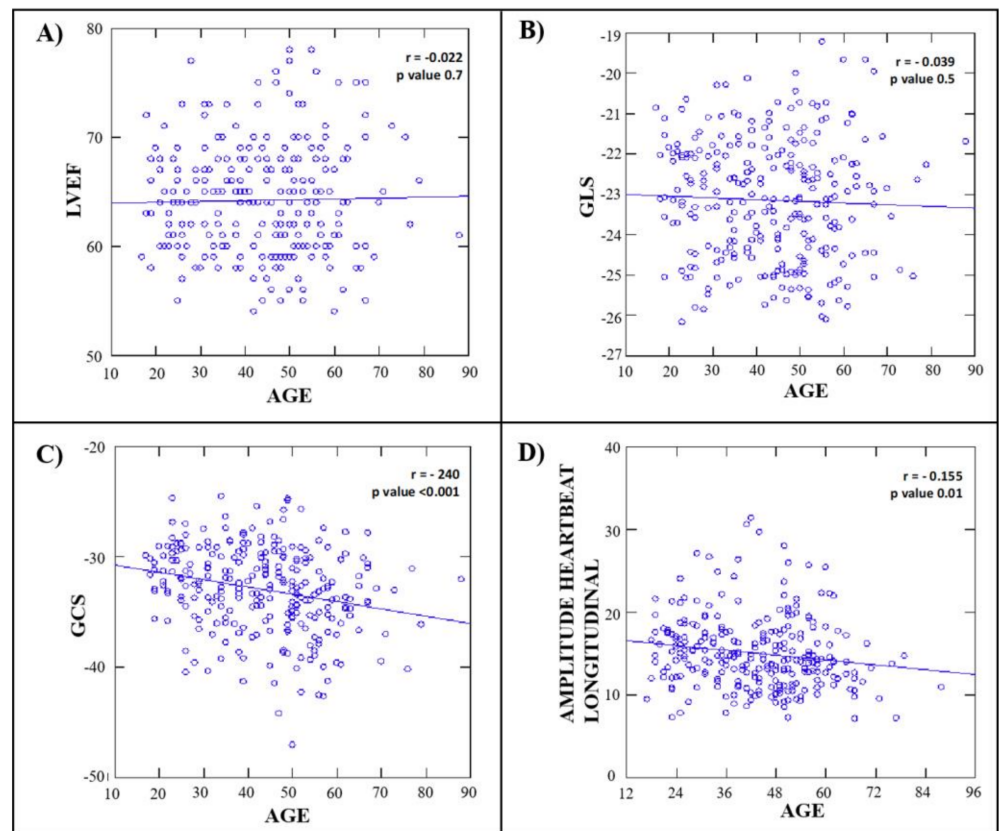 A)
80
70
60
50
LVEF
r = -0.022
p value 0.7
10 20 30 40 50 60 70 80 90
AGE
B)
-19
-20
-21
-22
-23
-24
-25
-26
-27
GLS
r = - 0.039
p value 0.5
10 20 30 40 50 60 70 80 90
AGE
C)
-20
-30
-40
-50
GCS
r = - 240
p value <0.001
10 20 30 40 50 60 70 80 90
AGE
D)
40
30
20
10
0
AMPLITUDE HEARTBEAT
LONGITUDINAL
r = - 0.155
p value 0.01
12 24 36 48 60 72 84 96
AGE